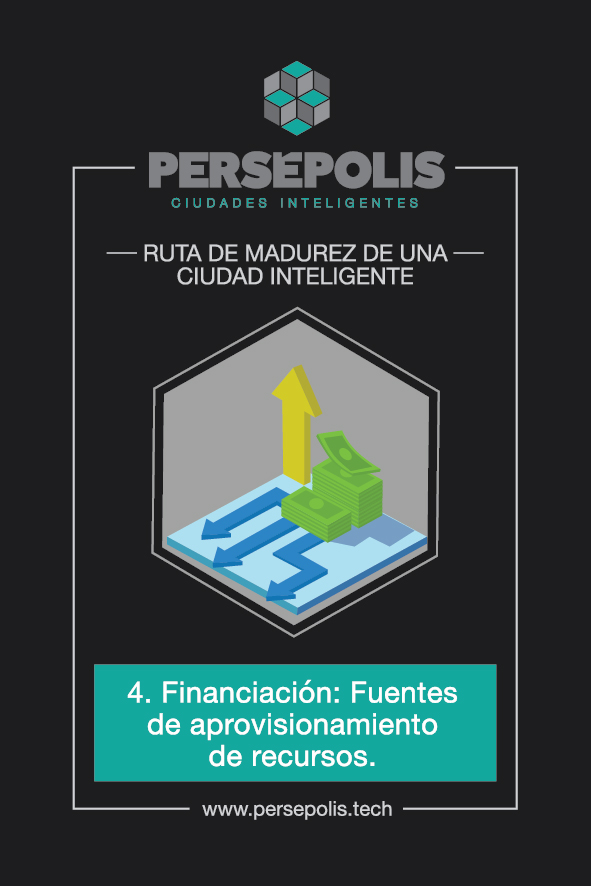 PERSÉPOLIS
CIUDADES INTELIGENTES
RUTA DE MADUREZ DE UNA
CIUDAD INTELIGENTE
4. Financiación: Fuentes
de aprovisionamiento
de recursos.
www.persepolis.tech